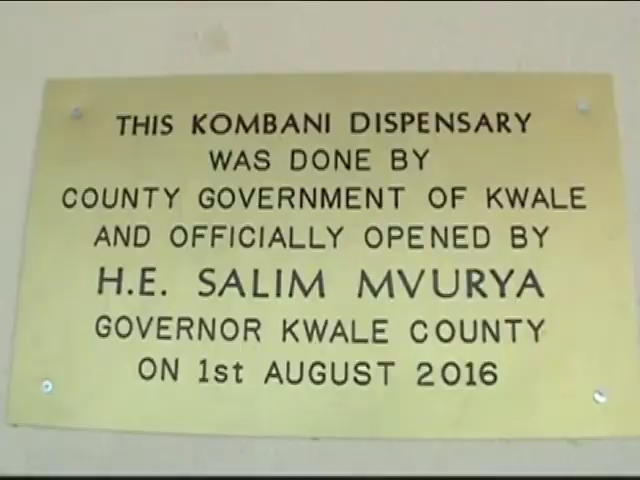 THIS KOMBANI DISPENSARY
WAS DONE BY
COUNTY GOVERNMENT OF KWALE
AND OFFICIALLY OPENED BY
H.E. SALIM MVURYA
GOVERNOR KWALE COUNTY
ON 1st AUGUST 2016